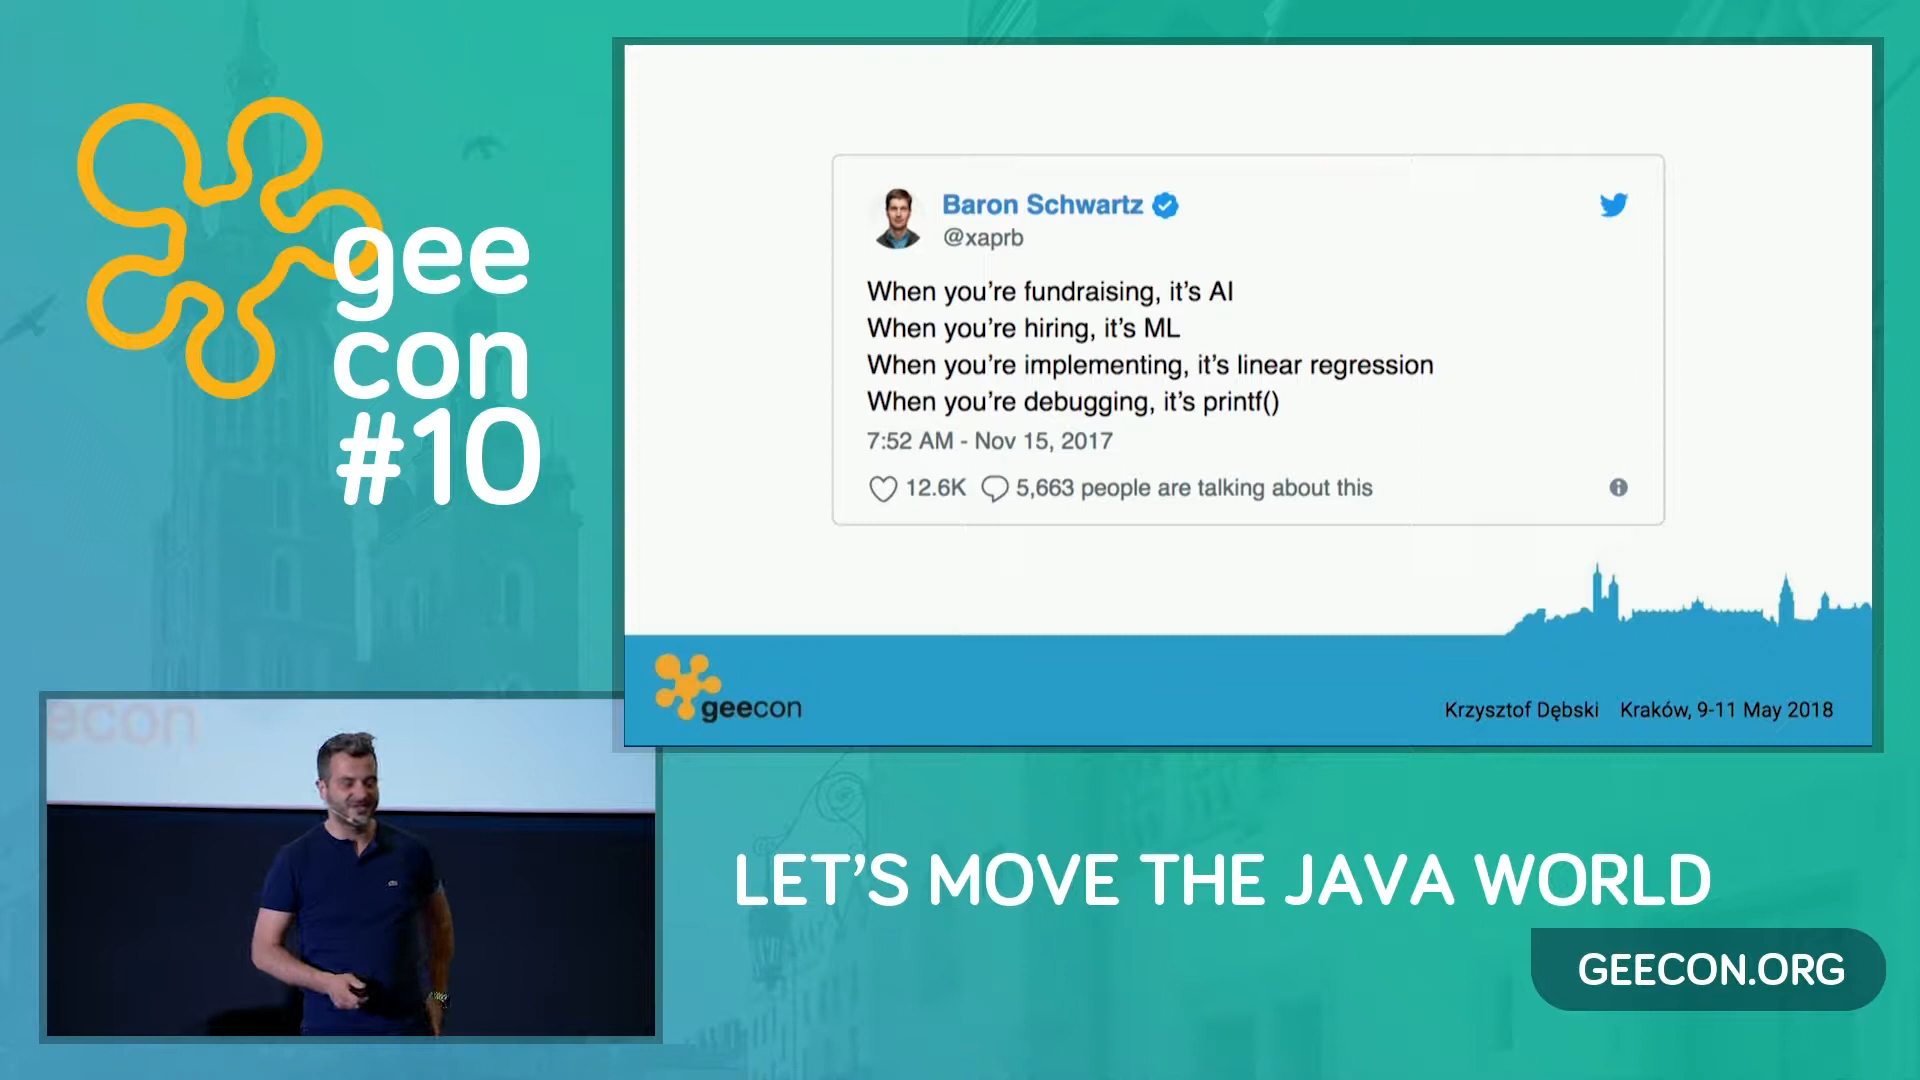 gee
con
#10
Baron Schwartz
@xaprb
When you’re fundraising, it’s AI
When you’re hiring, it’s ML
When you’re implementing, it’s linear regression
When you’re debugging, it’s printf()
7:52 AM - Nov 15, 2017
12.6K 5,663 people are talking about this
geecon
Krzysztof Dębski Kraków, 9-11 May 2018
econ
LET’S MOVE THE JAVA WORLD
GEECON.ORG